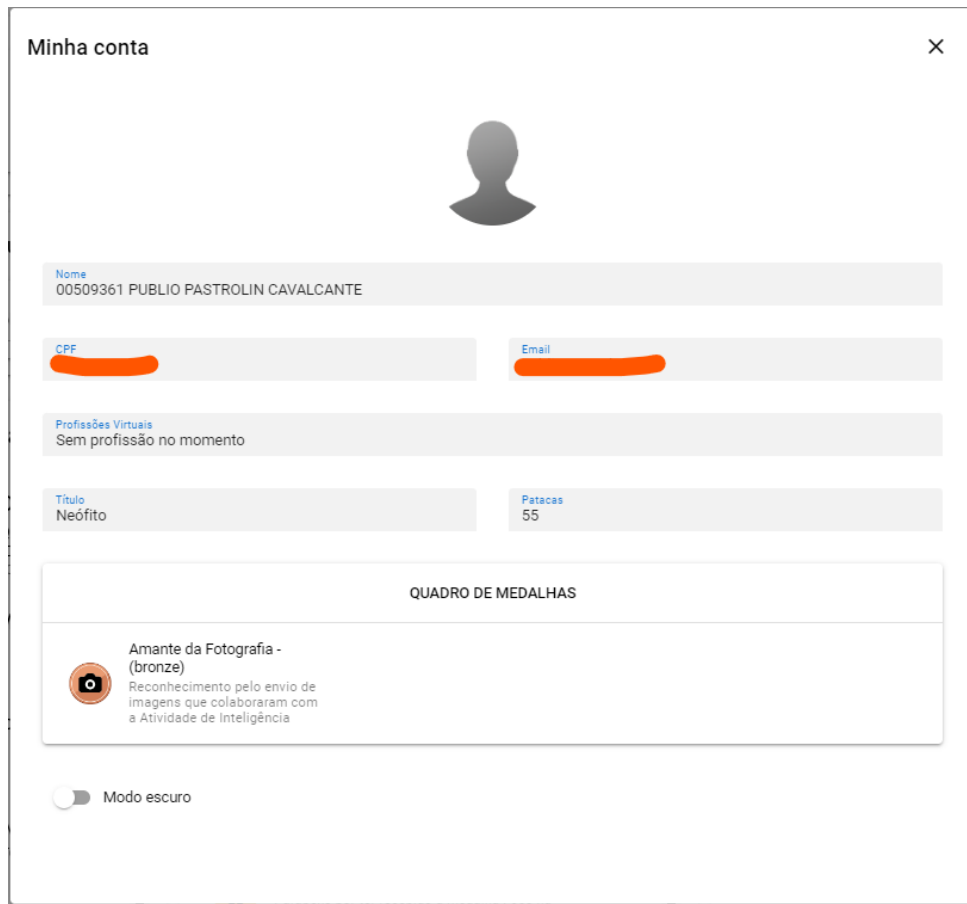 Minha conta
Nome
00509361 PUBLIO PASTROLIN CAVALCANTE
CPF
Email
Profissões Virtuais
Sem profissão no momento
Título
Neófito
Patacas
55
QUADRO DE MEDALHAS
Amante da Fotografia -
(bronze)
Reconhecimento pelo envio de
imagens que colaboraram com
a Atividade de Inteligência
Modo escuro